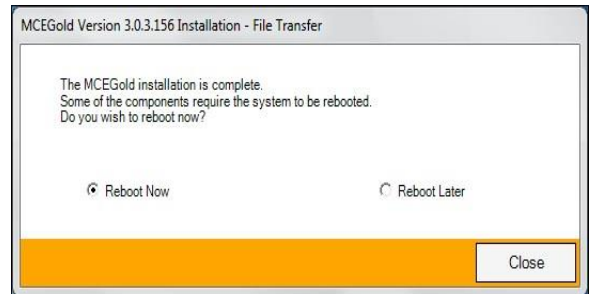 MCEGold Version 3.0.3.156 Installation - File Transfer
The MCEGold installation is complete.
Some of the components require the system to be rebooted.
Do you wish to reboot now?
Reboot Now
Reboot Later
Close